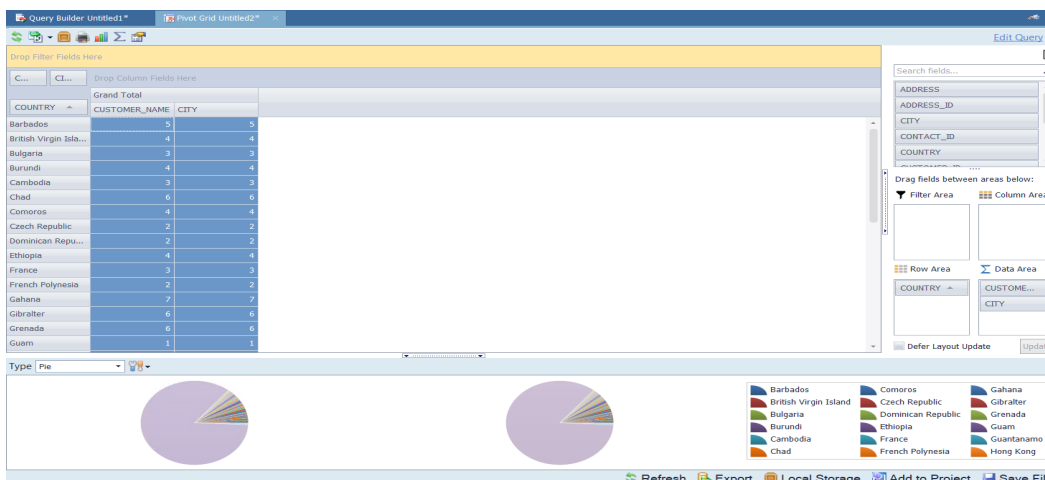 Query Builder Untitled1* Pivot Grid Untitled2* ×
Edit Query
Drop Filter Fields Here
C... CI... Drop Column Fields Here
Grand Total
COUNTRY CUSTOMER_NAME CITY
Barbados 5 5
British Virgin Isla... 4 4
Bulgaria 3 3
Burundi 4 4
Cambodia 3 3
Chad 6 6
Comoros 4 4
Czech Republic 2 2
Dominican Repu... 2 2
Ethiopia 4 4
France 3 3
French Polynesia 2 2
Gahana 7 7
Gibralter 6 6
Grenada 6 6
Guam 1 1
Search fields...
ADDRESS
ADDRESS_ID
CITY
CONTACT_ID
COUNTRY
CUSTOMER_ID
Drag fields between areas below:
Filter Area Column Area
Row Area Data Area
COUNTRY CUSTOME...
CITY
Defer Layout Update Updat
Type Pie
Barbados Comoros Gahana
British Virgin Island Czech Republic Gibralter
Bulgaria Dominican Republic Grenada
Burundi Ethiopia Guam
Cambodia France Guantanamo
Chad French Polynesia Hong Kong
Refresh Export Local Storage Add to Project Save Fil